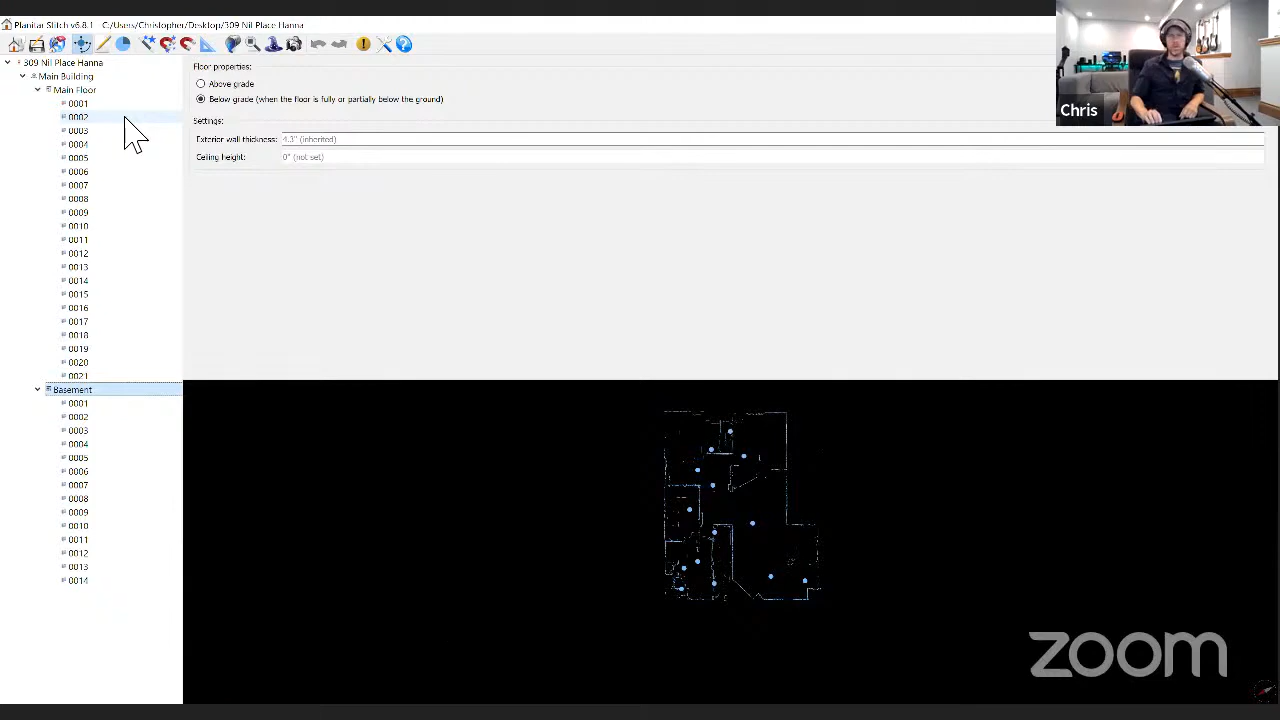 Planitar Stitch v6.8.1 - C:/Users/Christopher/Desktop/309 Nil Place Hanna
309 Nil Place Hanna
Main Building
Main Floor
0001
0002
0003
0004
0005
0006
0007
0008
0009
0010
0011
0012
0013
0014
0015
0016
0017
0018
0019
0020
0021
Basement
0001
0002
0003
0004
0005
0006
0007
0008
0009
0010
0011
0012
0013
0014
Floor properties:
Above grade
Below grade (when the floor is fully or partially below the ground)
Settings:
Exterior wall thickness: 4.3" (inherited)
Ceiling height: 0" (not set)
Chris
zoom